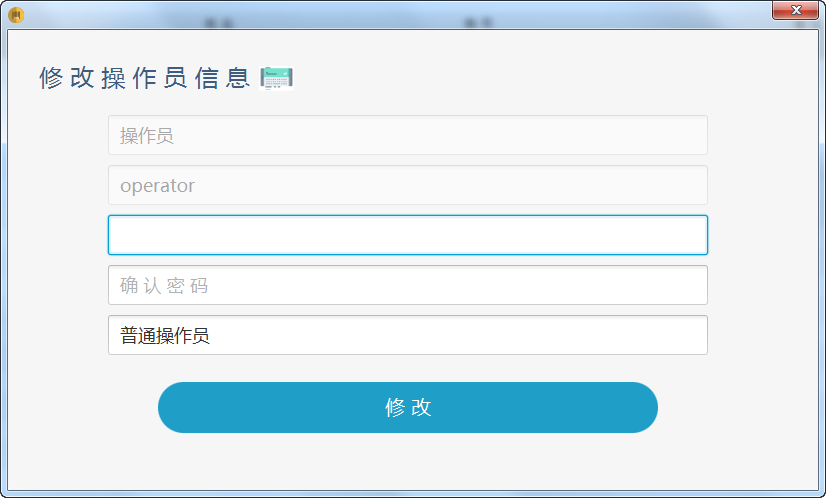 修改操作员信息
操作员
operator
确认密码
普通操作员
修改